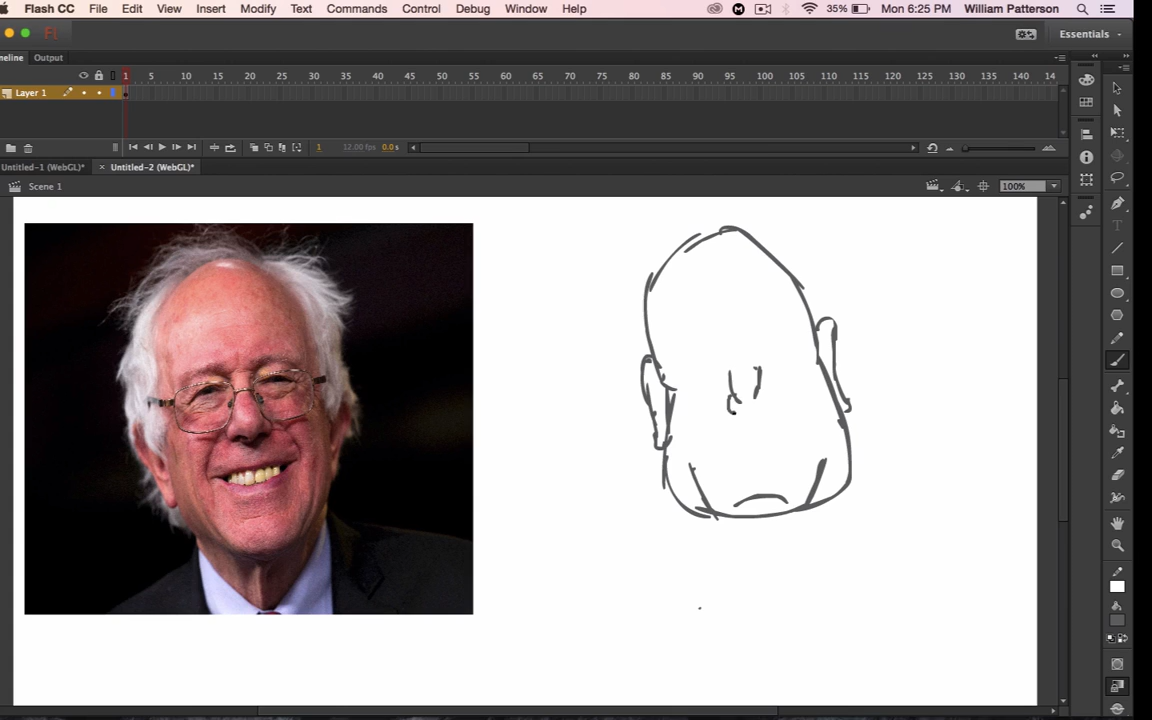 Flash CC File Edit View Insert Modify Text Commands Control Debug Window Help 35% Mon 6:25 PM William Patterson
Ft Essentials
meline Output
1 5 10 15 20 25 30 35 40 45 50 55 60 65 70 75 80 85 90 95 100 105 110 115 120 125 130 135 140 14
Layer 1
1 12.00 fps 0.0 s
Untitled-1 (WebGL)* × Untitled-2 (WebGL)*
Scene 1 100%